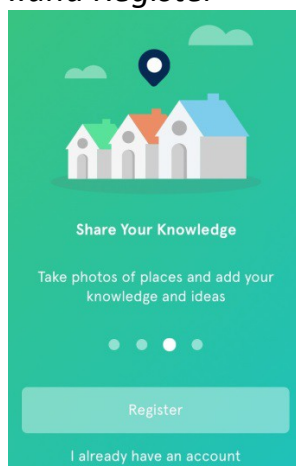 Share Your Knowledge
Take photos of places and add your
knowledge and ideas
Register
I already have an account